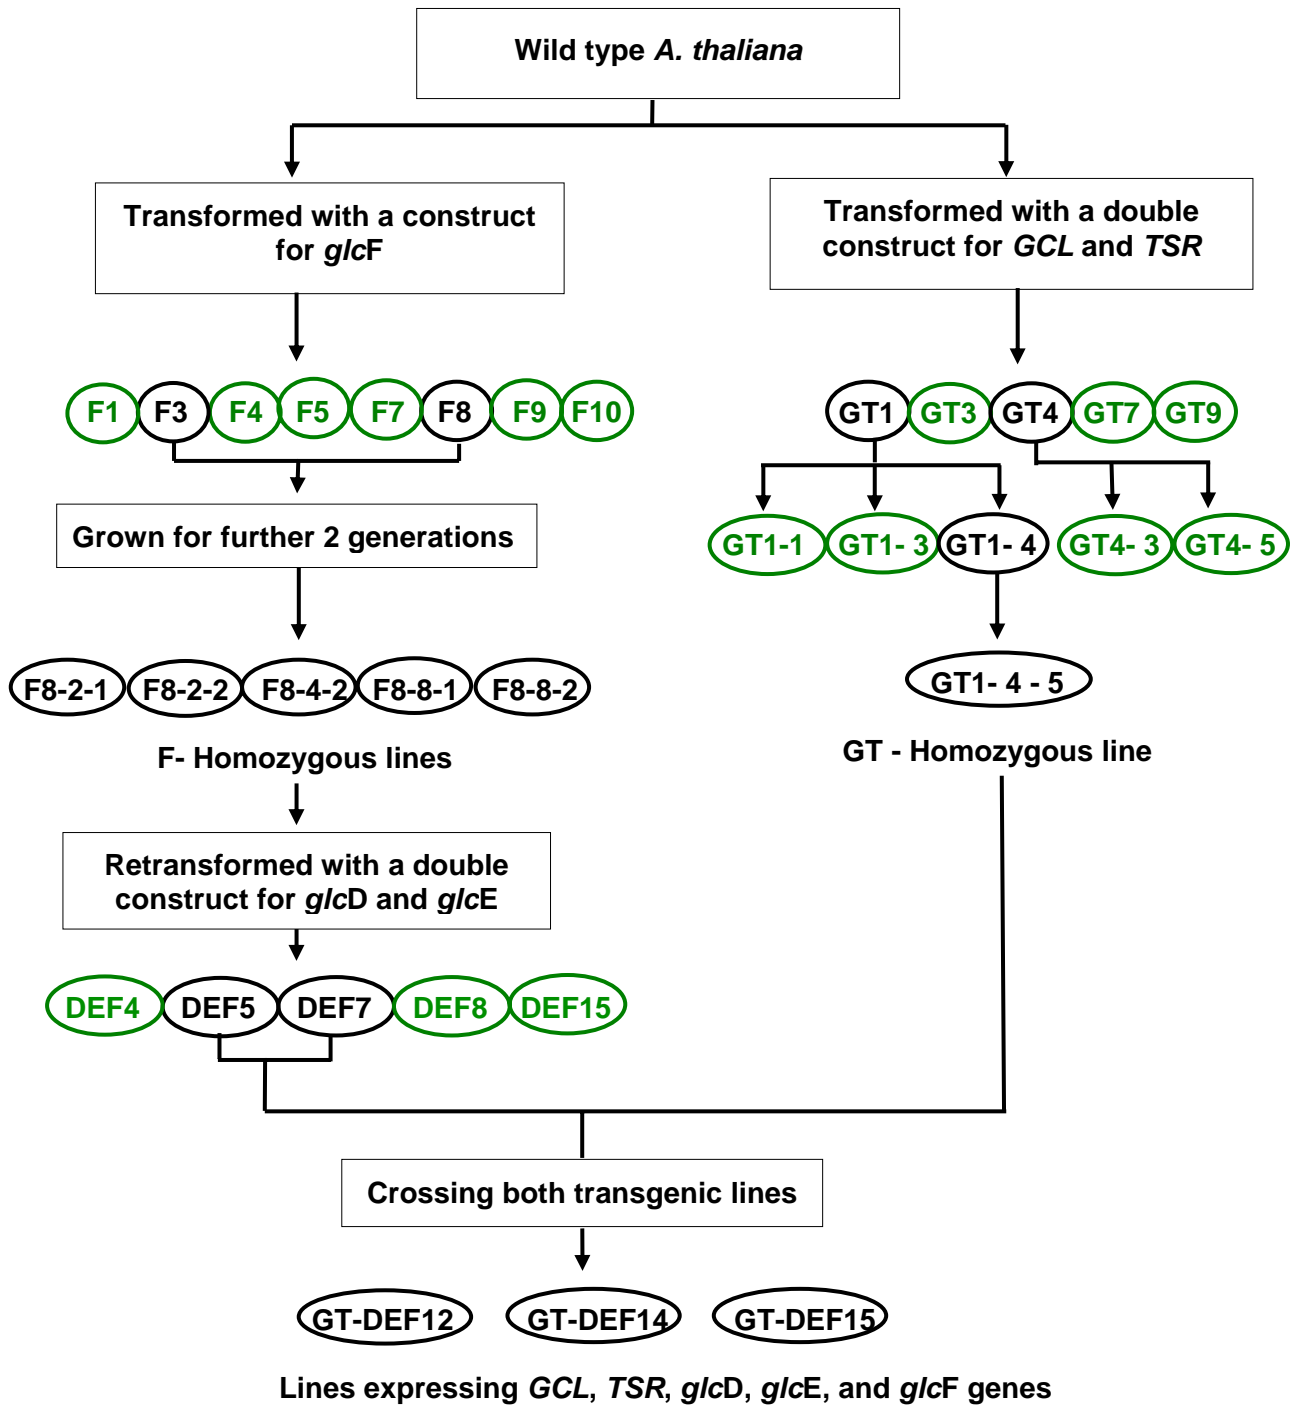 Wild type A. thaliana
Transformed with a construct
for glcF
Transformed with a double
construct for GCL and TSR
F1 F3 F4 F5 F7 F8 F9 F10
GT1 GT3 GT4 GT7 GT9
Grown for further 2 generations
GT1-1 GT1- 3 GT1- 4 GT4- 3 GT4- 5
F8-2-1 F8-2-2 F8-4-2 F8-8-1 F8-8-2
GT1- 4 - 5
F- Homozygous lines
GT - Homozygous line
Retransformed with a double
construct for glcD and glcE
DEF4 DEF5 DEF7 DEF8 DEF15
Crossing both transgenic lines
GT-DEF12 GT-DEF14 GT-DEF15
Lines expressing GCL, TSR, glcD, glcE, and glcF genes